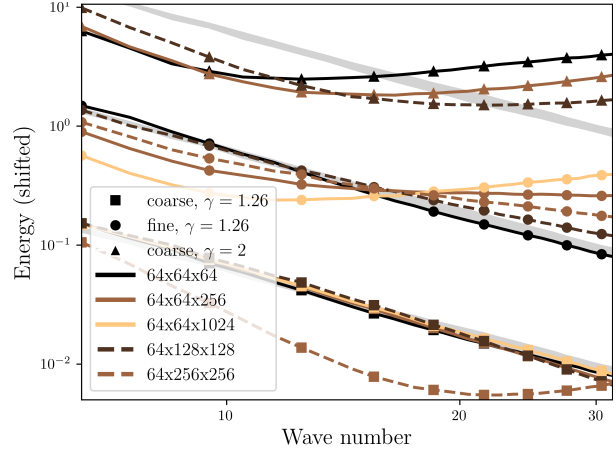 10¹
10⁰
10⁻¹
10⁻²
Energy (shifted)
coarse, γ = 1.26
fine, γ = 1.26
coarse, γ = 2
64x64x64
64x64x256
64x64x1024
64x128x128
64x256x256
10
20
30
Wave number